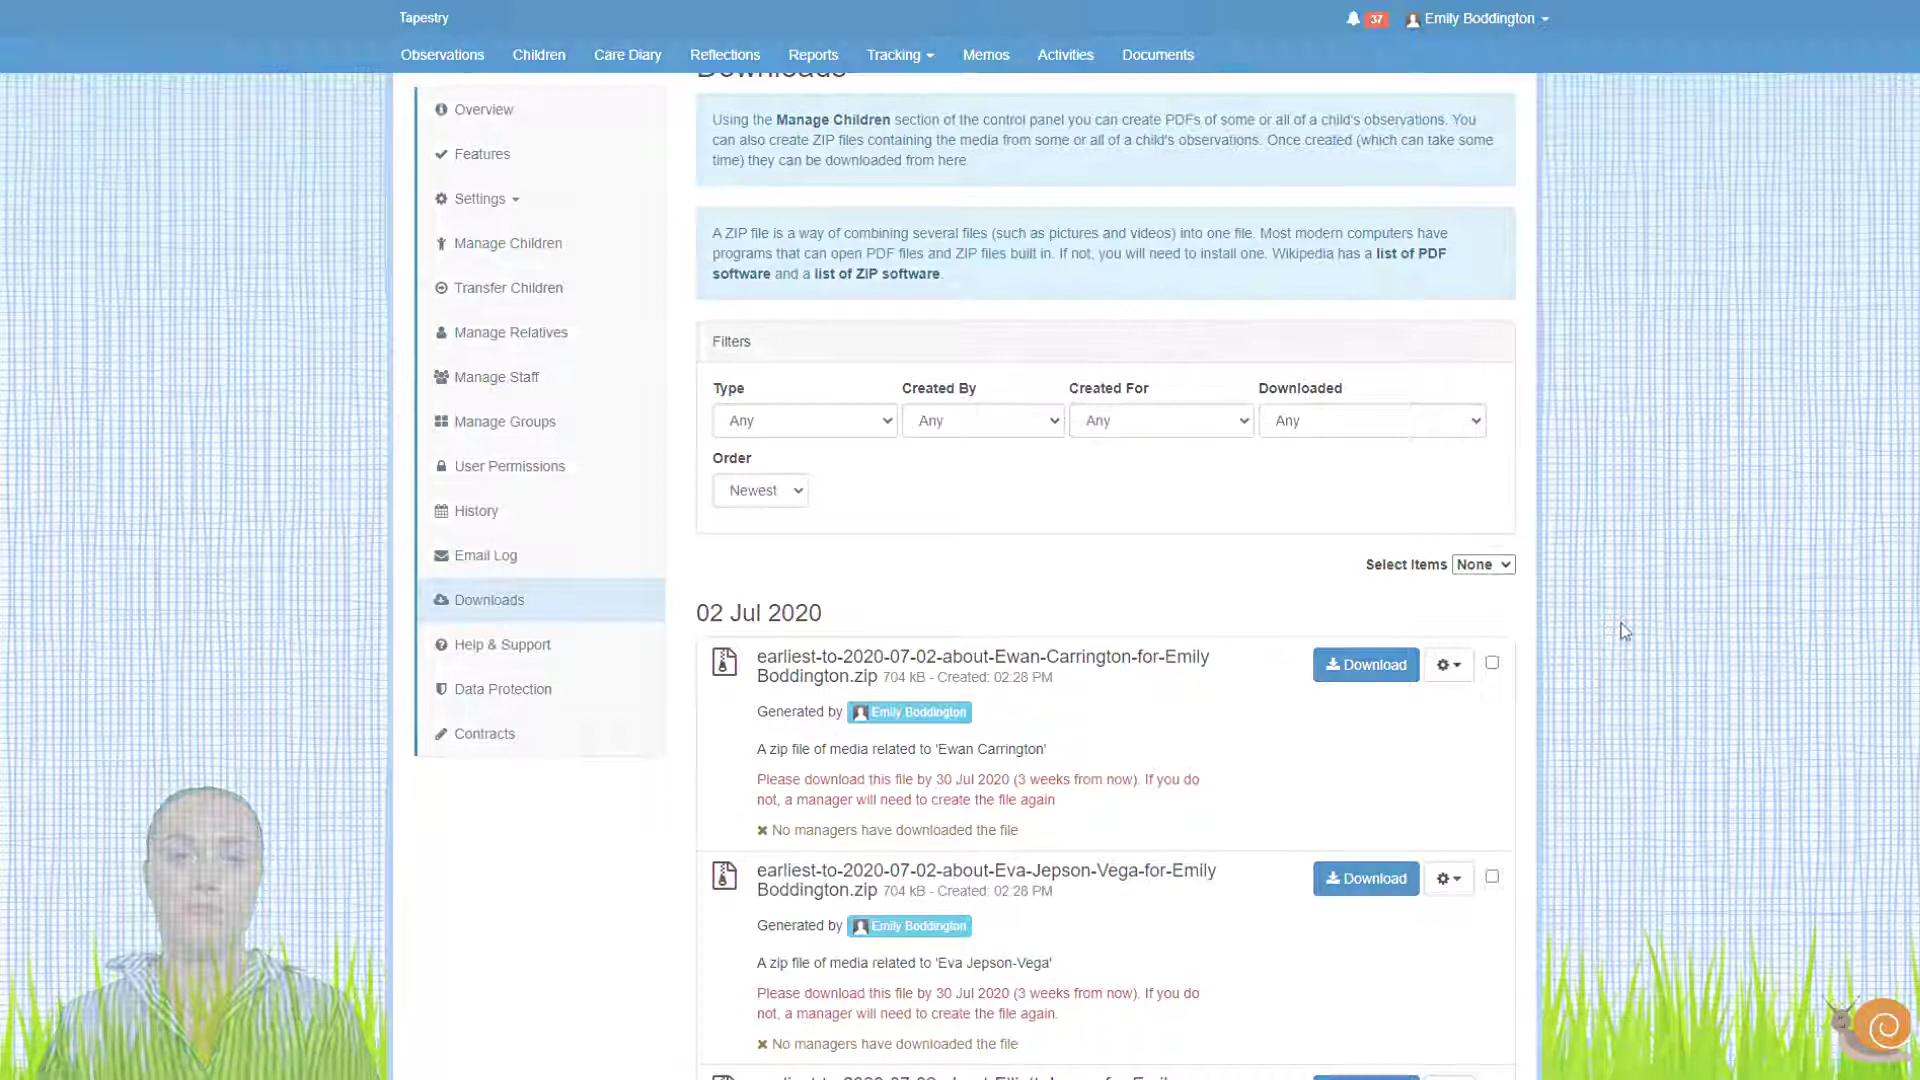 Tapestry
37
Emily Boddington
Observations
Children
Care Diary
Reflections
Reports
Tracking
Memos
Activities
Documents
Downloads
Overview
Features
Settings
Manage Children
Transfer Children
Manage Relatives
Manage Staff
Manage Groups
User Permissions
History
Email Log
Downloads
Help & Support
Data Protection
Contracts
Using the Manage Children section of the control panel you can create PDFs of some or all of a child's observations. You
can also create ZIP files containing the media from some or all of a child's observations. Once created (which can take some
time) they can be downloaded from here
A ZIP file is a way of combining several files (such as pictures and videos) into one file. Most modern computers have
programs that can open PDF files and ZIP files built in. If not, you will need to install one. Wikipedia has a list of PDF
software and a list of ZIP software.
Filters
Type
Created By
Created For
Downloaded
Any
Any
Any
Any
Order
Newest
Select Items None
02 Jul 2020
earliest-to-2020-07-02-about-Ewan-Carrington-for-Emily
Boddington.zip 704 kB - Created: 02:28 PM
Download
Generated by Emily Boddington
A zip file of media related to 'Ewan Carrington'
Please download this file by 30 Jul 2020 (3 weeks from now). If you do
not, a manager will need to create the file again
No managers have downloaded the file
earliest-to-2020-07-02-about-Eva-Jepson-Vega-for-Emily
Boddington.zip 704 kB - Created: 02:28 PM
Download
Generated by Emily Boddington
A zip file of media related to 'Eva Jepson-Vega'
Please download this file by 30 Jul 2020 (3 weeks from now). If you do
not, a manager will need to create the file again.
No managers have downloaded the file